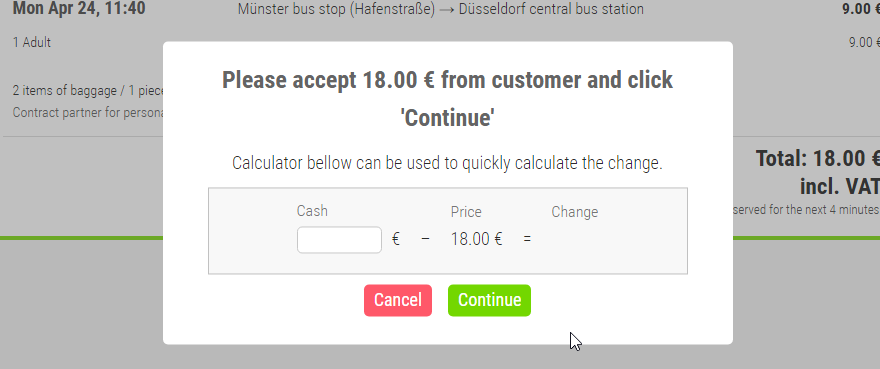 Mon Apr 24, 11:40 Münster bus stop (Hafenstraße) → Düsseldorf central bus station 9.00 €
1 Adult 9.00 €
Please accept 18.00 € from customer and click
'Continue'
2 items of baggage / 1
Contract partner for
Calculator bellow can be used to quickly calculate the change.
Total: 18.00 €
incl. VAT
for the next 4 minutes
Cash Price Change
€ – 18.00 € =
Cancel Continue